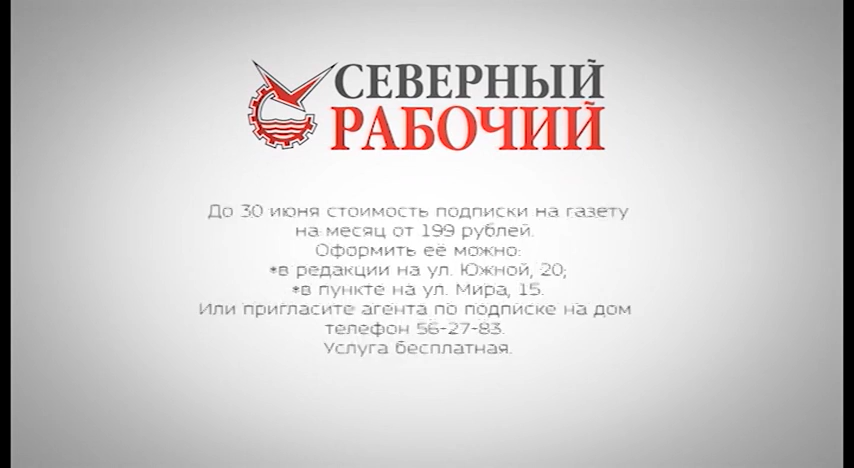 СЕВЕРНЫЙ
РАБОЧИЙ
До 30 июня стоимость подписки на газету
на месяц от 199 рублей.
Оформить её можно:
*в редакции на ул. Южной, 20;
*в пункте на ул. Мира, 15.
Или пригласите агента по подписке на дом
телефон 56-27-83.
Услуга бесплатная.